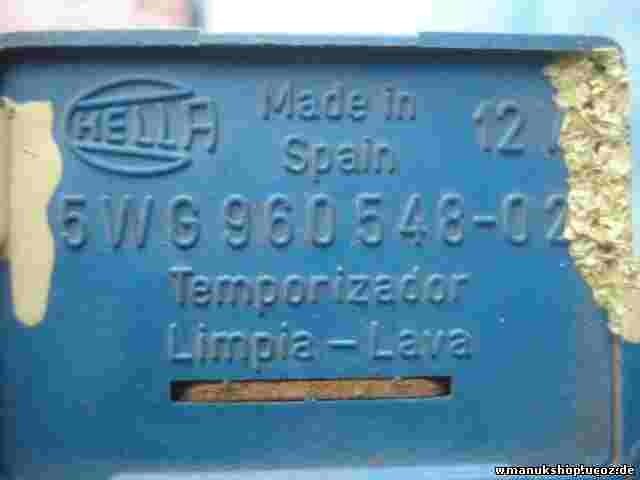 HELLA Made in 12
Spain
5WG 960 548-02
Temporizador
Limpia - Lava
wmanukshop.ucoz.de